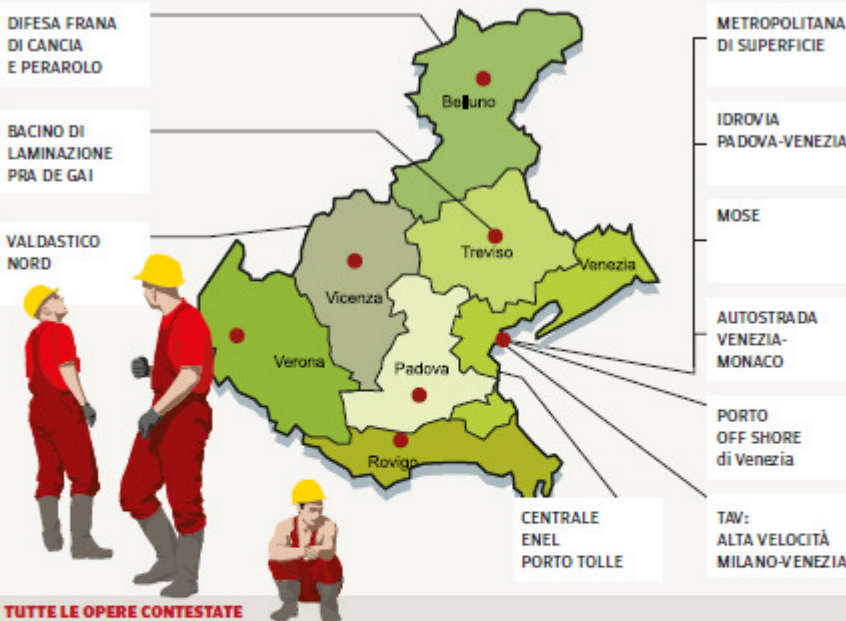 DIFESA FRANA
DI CANCIA
E PERAROLO
BACINO DI
LAMINAZIONE
PRA DE GAI
VALDASTICO
NORD
Belluno
Treviso
Venezia
Vicenza
Verona
Padova
Rovigo
METROPOLITANA
DI SUPERFICIE
IDROVIA
PADOVA-VENEZIA
MOSE
AUTOSTRADA
VENEZIA-
MONACO
PORTO
OFF SHORE
di Venezia
TAV:
ALTA VELOCITÀ
MILANO-VENEZIA
CENTRALE
ENEL
PORTO TOLLE
TUTTE LE OPERE CONTESTATE